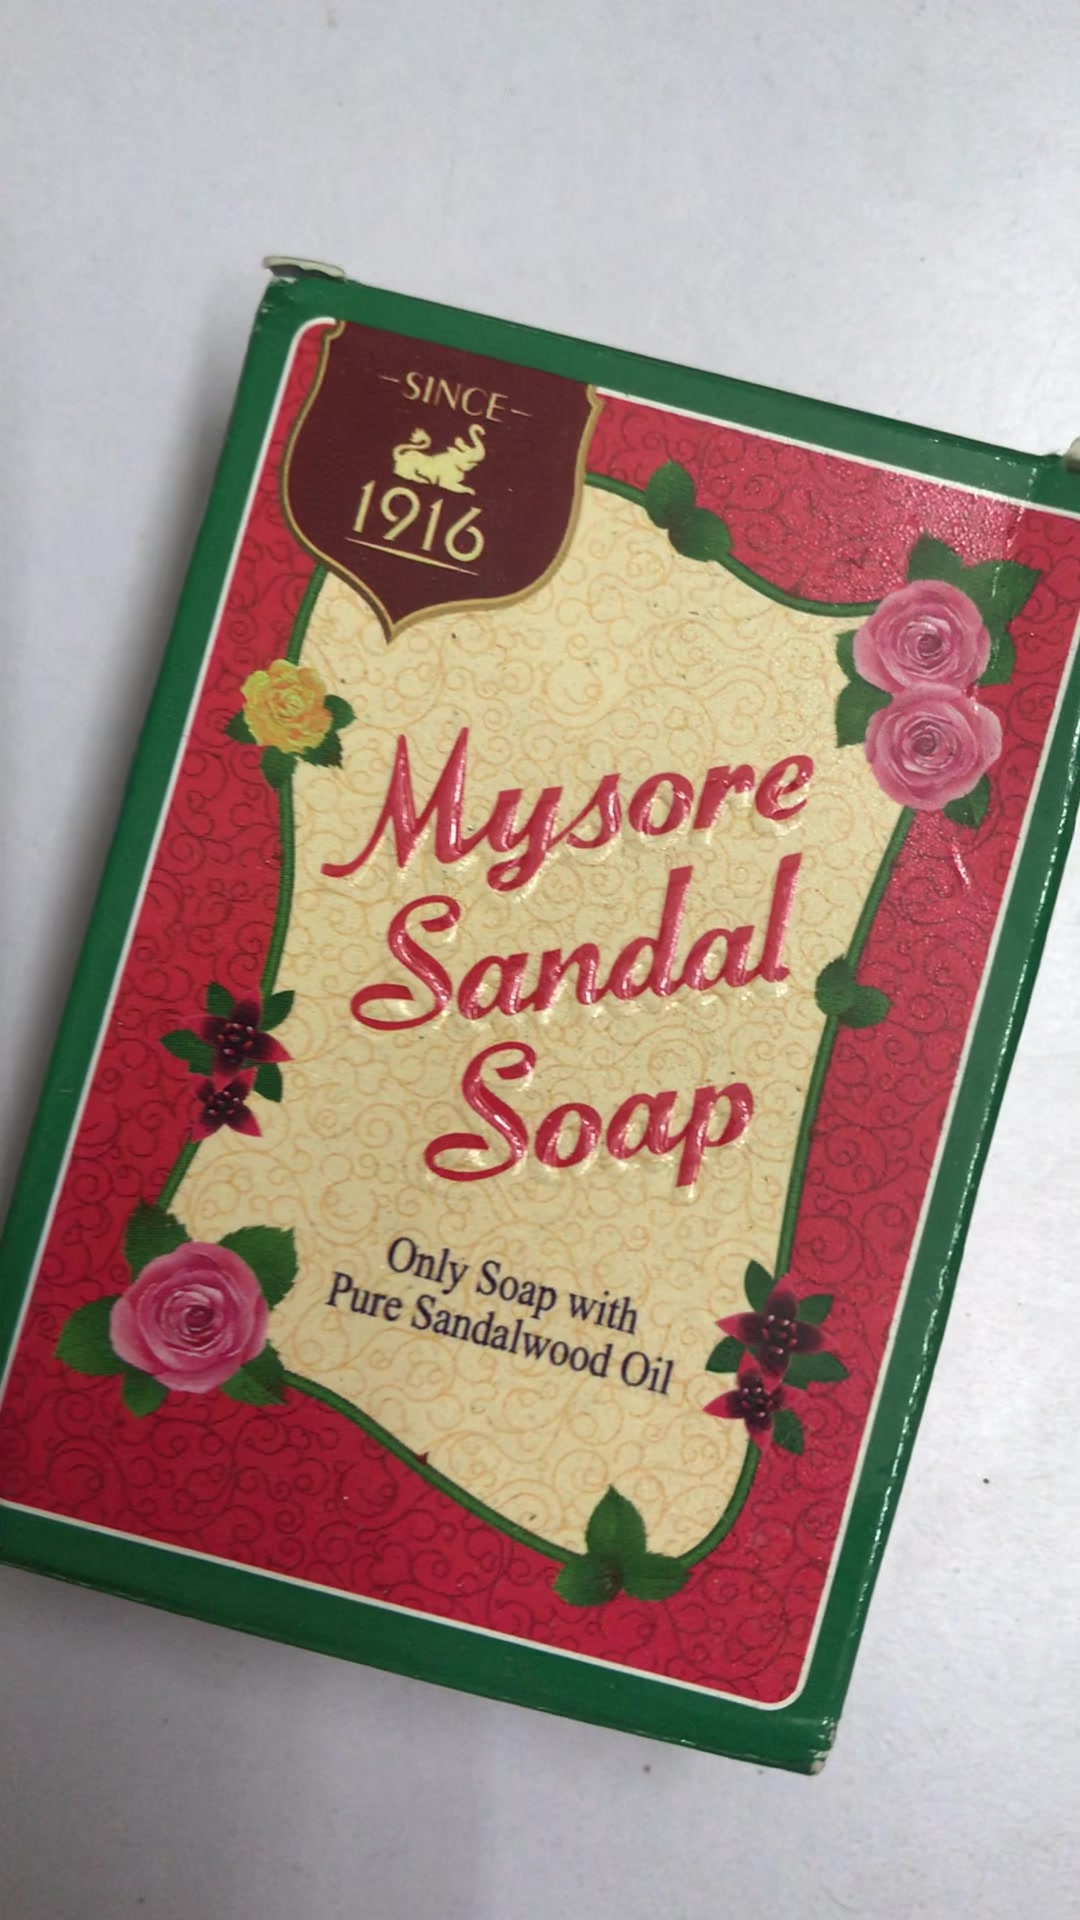 -SINCE-
1916
Mysore
Sandal
Soap
Only Soap with
Pure Sandalwood Oil